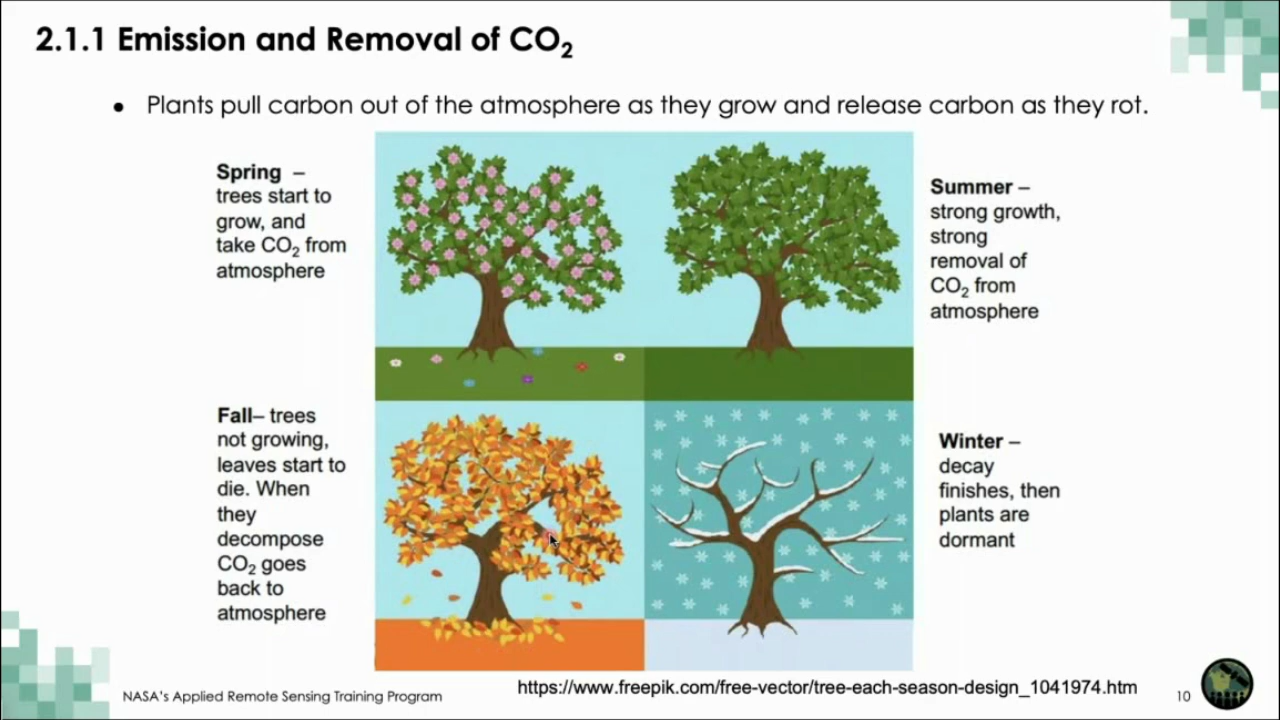 2.1.1 Emission and Removal of CO₂
● Plants pull carbon out of the atmosphere as they grow and release carbon as they rot.
Spring –
trees start to
grow, and
take CO₂ from
atmosphere
Summer –
strong growth,
strong
removal of
CO₂ from
atmosphere
Fall– trees
not growing,
leaves start to
die. When
they
decompose
CO₂ goes
back to
atmosphere
Winter –
decay
finishes, then
plants are
dormant
NASA's Applied Remote Sensing Training Program
https://www.freepik.com/free-vector/tree-each-season-design_1041974.htm
10